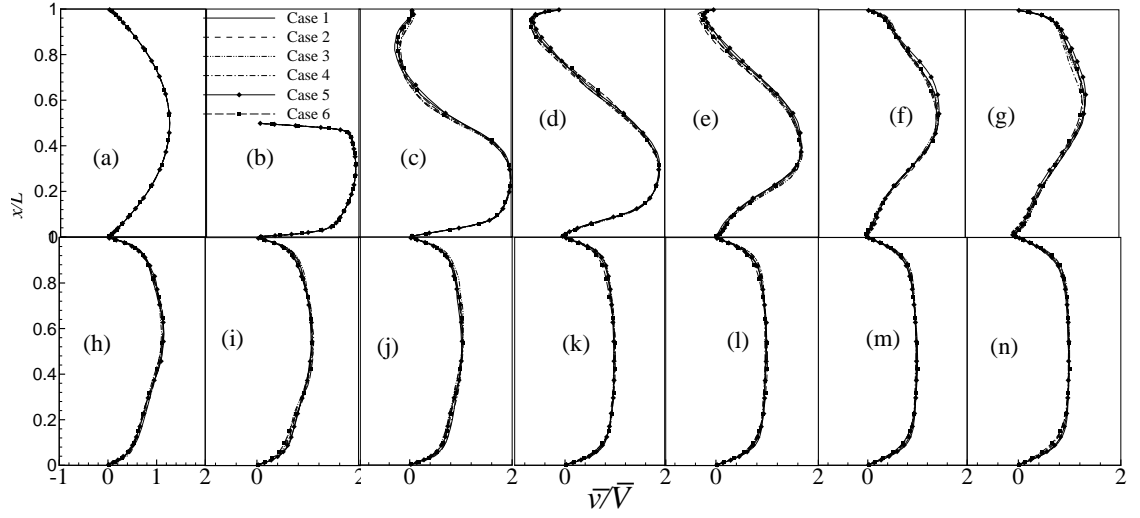 1
0.8
0.6
0.4
0.2
0
x/L
Case 1
Case 2
Case 3
Case 4
Case 5
Case 6
(a)
(b)
(c)
(d)
(e)
(f)
(g)
0.8
0.6
0.4
0.2
0
(h)
(i)
(j)
(k)
(l)
(m)
(n)
-1 0 1 2 0 2 0 2 0 2 0 2 0 2 0 2
v̅/V̅